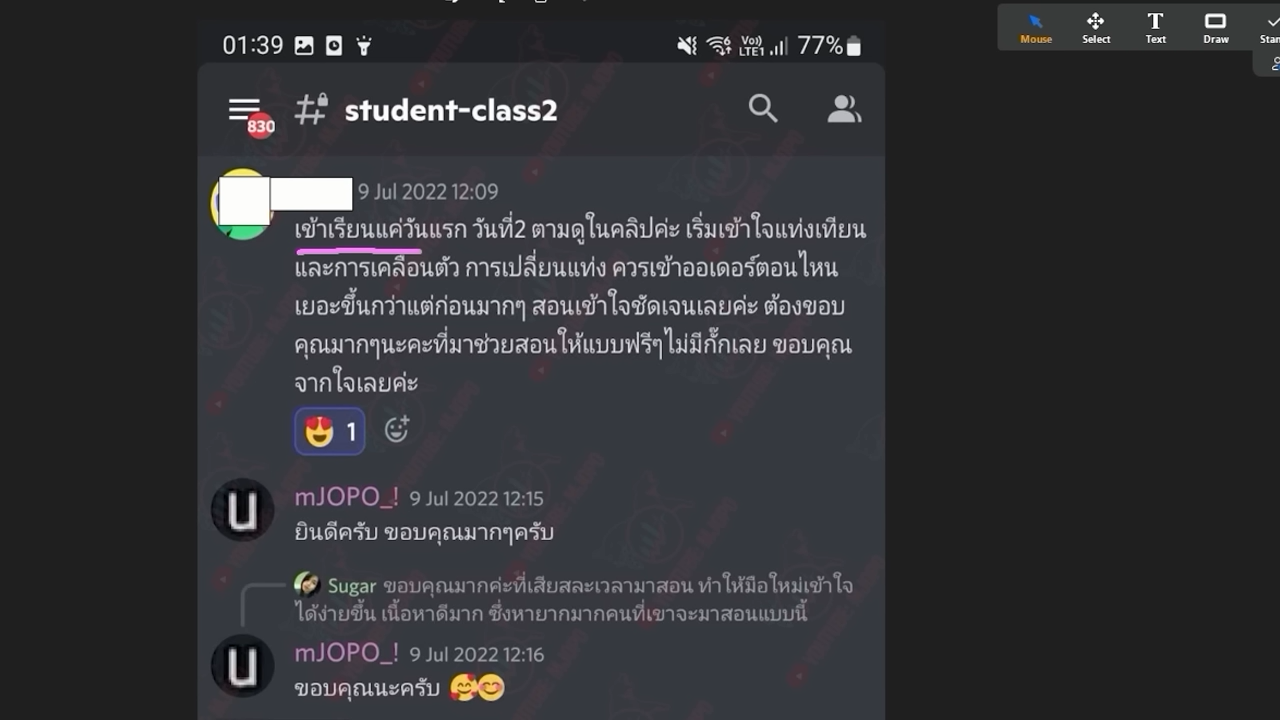 Mouse
Select
Text
Draw
01:39
Vo))
LTE1
77%
830
student-class2
9 Jul 2022 12:09
เข้าเรียนแค่วันแรก วันที่2 ตามดูในคลิปค่ะ เริ่มเข้าใจแท่งเทียน
และการเคลื่อนตัว การเปลี่ยนแท่ง ควรเข้าออเดอร์ตอนไหน
เยอะขึ้นกว่าแต่ก่อนมากๆ สอนเข้าใจชัดเจนเลยค่ะ ต้องขอบ
คุณมากๆนะคะที่มาช่วยสอนให้แบบฟรีๆไม่มีกั๊กเลย ขอบคุณ
จากใจเลยค่ะ
1
mJOPO_! 9 Jul 2022 12:15
ยินดีครับ ขอบคุณมากๆครับ
Sugar ขอบคุณมากค่ะที่เสียสละเวลามาสอน ทำให้มือใหม่เข้าใจ
ได้ง่ายขึ้น เนื้อหาดีมาก ซึ่งหายากมากคนที่เขาจะมาสอนแบบนี้
mJOPO_! 9 Jul 2022 12:16
ขอบคุณนะครับ 🥰😊